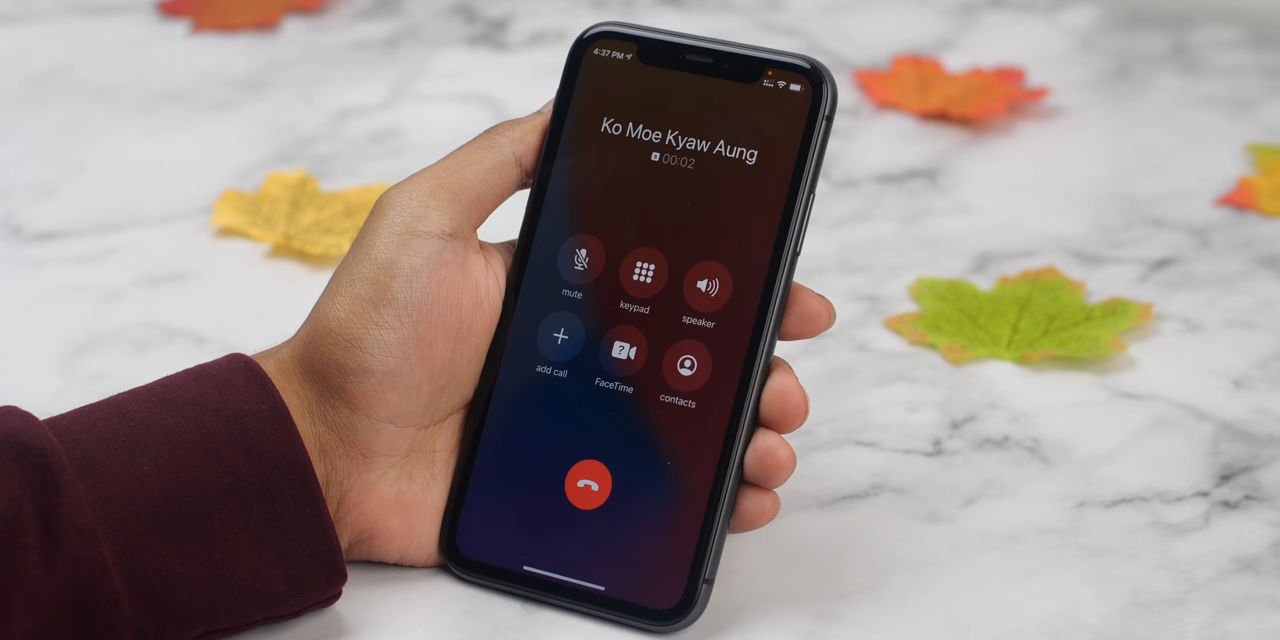 4:37 PM
Ko Moe Kyaw Aung
00:02
mute
keypad
speaker
add call
?
FaceTime
contacts